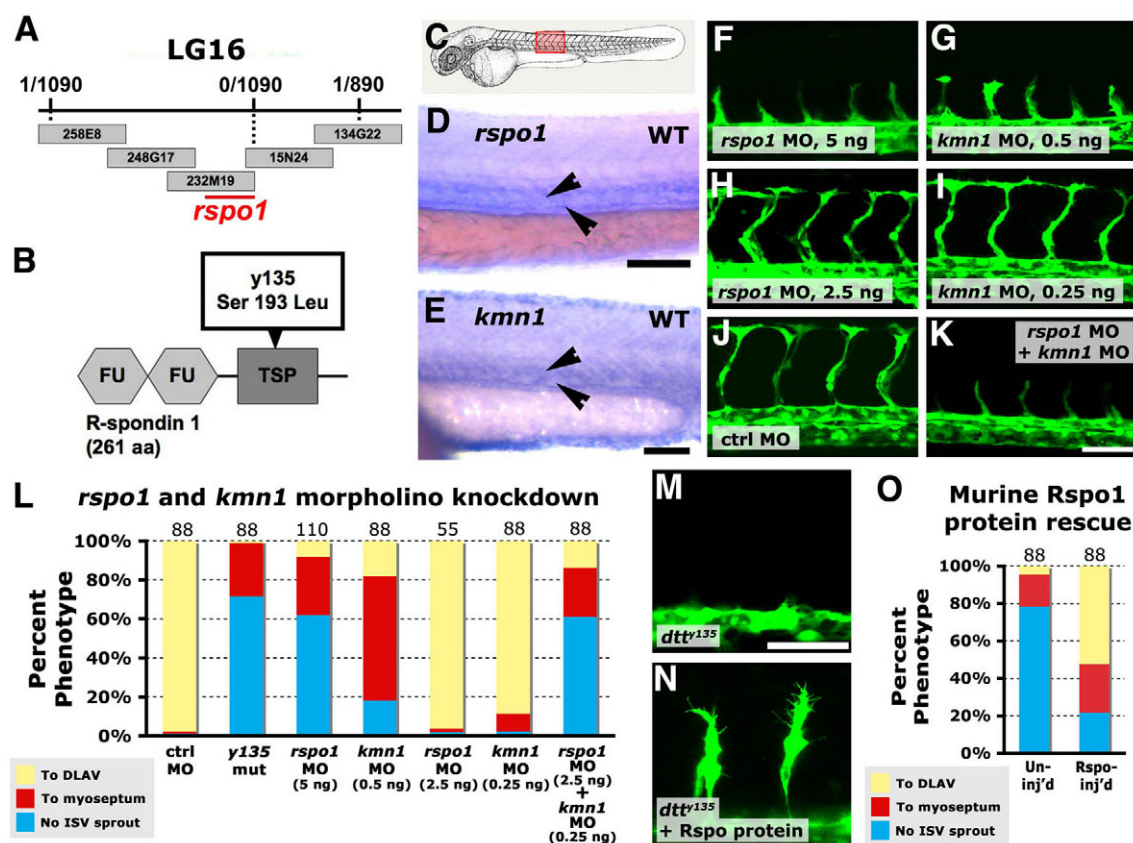 A
LG16
1/1090 0/1090 1/890
258E8
134G22
248G17
15N24
232M19
rspo1
B
y135
Ser 193 Leu
FU FU TSP
R-spondin 1
(261 aa)
C
D
rspo1
WT
E
kmn1
WT
F
rspo1 MO, 5 ng
G
kmn1 MO, 0.5 ng
H
rspo1 MO, 2.5 ng
I
kmn1 MO, 0.25 ng
J
ctrl MO
K
rspo1 MO
+ kmn1 MO
L
rspo1 and kmn1 morpholino knockdown
88 88 110 88 55 88 88
100%
80%
60%
40%
20%
0%
Percent
Phenotype
ctrl
MO
y135
mut
rspo1
MO
(5 ng)
kmn1
MO
(0.5 ng)
rspo1
MO
(2.5 ng)
kmn1
MO
(0.25 ng)
rspo1
MO
(2.5 ng)
+
kmn1
MO
(0.25 ng)
To DLAV
To myoseptum
No ISV sprout
M
dtty135
N
dtty135
+ Rspo protein
O
Murine Rspo1
protein rescue
88 88
100%
80%
60%
40%
20%
0%
Percent
Phenotype
Un-
inj'd
Rspo-
inj'd
To DLAV
To myoseptum
No ISV sprout